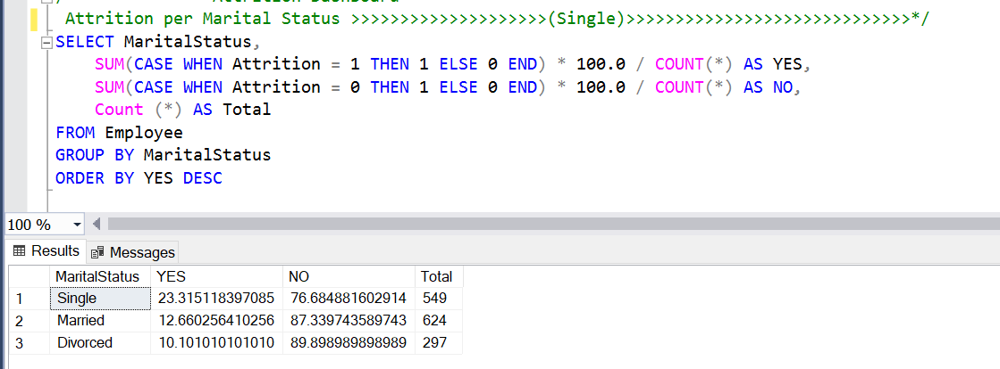 Attrition per Marital Status >>>>>>>>>>>>>>>>>>>>(Single)>>>>>>>>>>>>>>>>>>>>>>>>>>>>>*/
SELECT MaritalStatus,
SUM(CASE WHEN Attrition = 1 THEN 1 ELSE 0 END) * 100.0 / COUNT(*) AS YES,
SUM(CASE WHEN Attrition = 0 THEN 1 ELSE 0 END) * 100.0 / COUNT(*) AS NO,
Count (*) AS Total
FROM Employee
GROUP BY MaritalStatus
ORDER BY YES DESC
100 %
Results Messages
MaritalStatus YES NO Total
1 Single 23.315118397085 76.684881602914 549
2 Married 12.660256410256 87.339743589743 624
3 Divorced 10.101010101010 89.898989898989 297